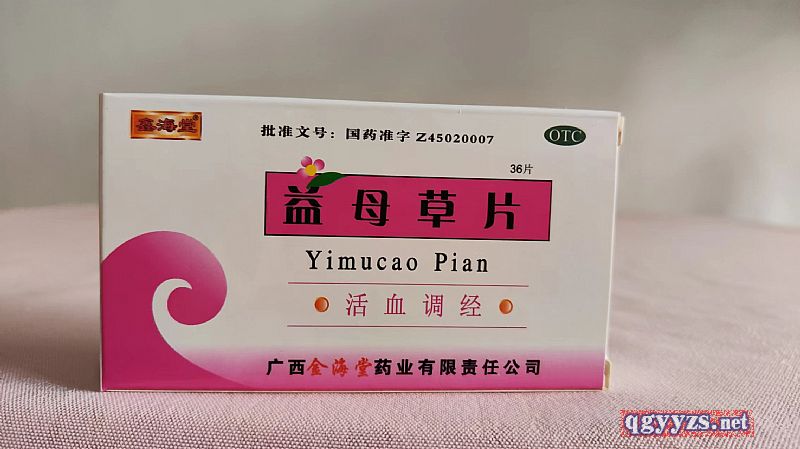 鑫海堂®
批准文号：国药准字 Z45020007
OTC
36片
益母草片
Yimucao Pian
活血调经
广西金海堂药业有限责任公司
qgyyzs.net